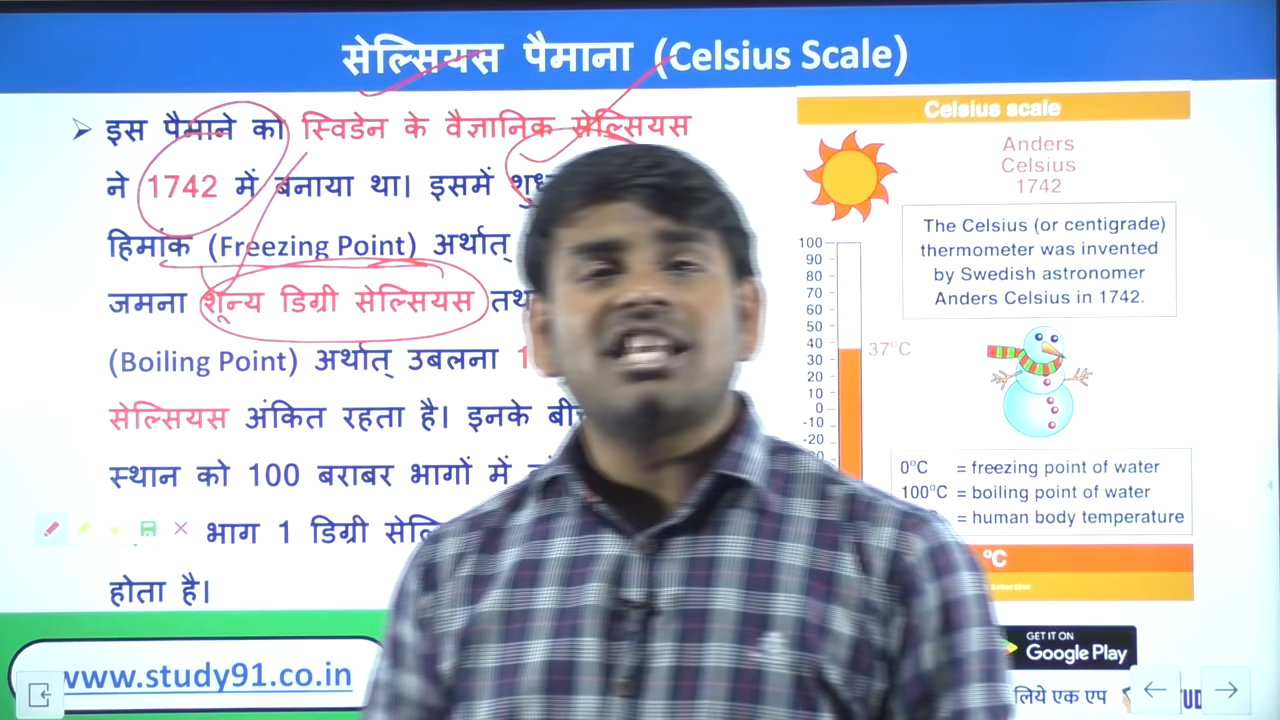 सेल्सियस पैमाना (Celsius Scale)
इस पैमाने को स्विडेन के वैज्ञानिक सेल्सियस
ने 1742 में बनाया था। इसमें
हिमांक (Freezing Point) अर्थात्
जमना शून्य डिग्री सेल्सियस
(Boiling Point) अर्थात् उबलना
सेल्सियस अंकित रहता है। इनके
स्थान को 100 बराबर भागों में
भाग 1 डिग्री
होता है।
www.study91.co.in
Celsius scale
Anders
Celsius
1742
The Celsius (or centigrade)
thermometer was invented
by Swedish astronomer
Anders Celsius in 1742.
100
90
80
70
60
50
40
30
20
10
0
-10
-20
37°C
0°C = freezing point of water
100°C = boiling point of water
= human body temperature
°C
GET IT ON
Google Play
लिये एक एप